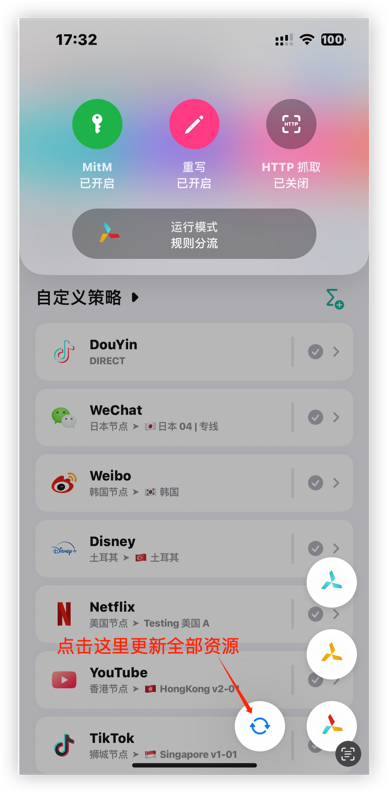 17:32
100
MitM
已开启
重写
已开启
HTTP
HTTP 抓取
已关闭
运行模式
规则分流
自定义策略
DouYin
DIRECT
WeChat
日本节点 ➤ 🇯🇵 日本 04 | 专线
Weibo
韩国节点 ➤ 🇰🇷 韩国
Disney+
Disney
土耳其 ➤ 🇹🇷 土耳其
Netflix
美国节点 ➤ Testing 美国 A
点击这里更新全部资源
YouTube
香港节点 ➤ 🇭🇰 HongKong v2-01
TikTok
狮城节点 ➤ 🇸🇬 Singapore v1-01